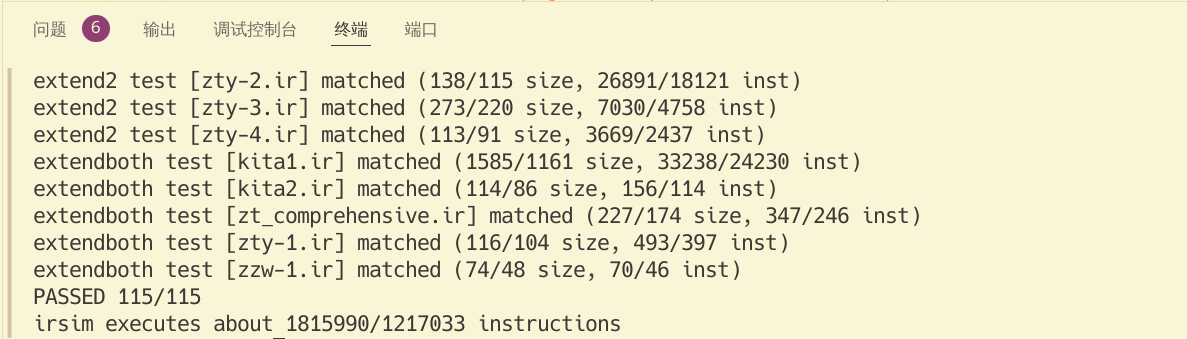 问题 6 输出 调试控制台 终端 端口
extend2 test [zty-2.ir] matched (138/115 size, 26891/18121 inst)
extend2 test [zty-3.ir] matched (273/220 size, 7030/4758 inst)
extend2 test [zty-4.ir] matched (113/91 size, 3669/2437 inst)
extendboth test [kita1.ir] matched (1585/1161 size, 33238/24230 inst)
extendboth test [kita2.ir] matched (114/86 size, 156/114 inst)
extendboth test [zt_comprehensive.ir] matched (227/174 size, 347/246 inst)
extendboth test [zty-1.ir] matched (116/104 size, 493/397 inst)
extendboth test [zzw-1.ir] matched (74/48 size, 70/46 inst)
PASSED 115/115
irsim executes about 1815990/1217033 instructions